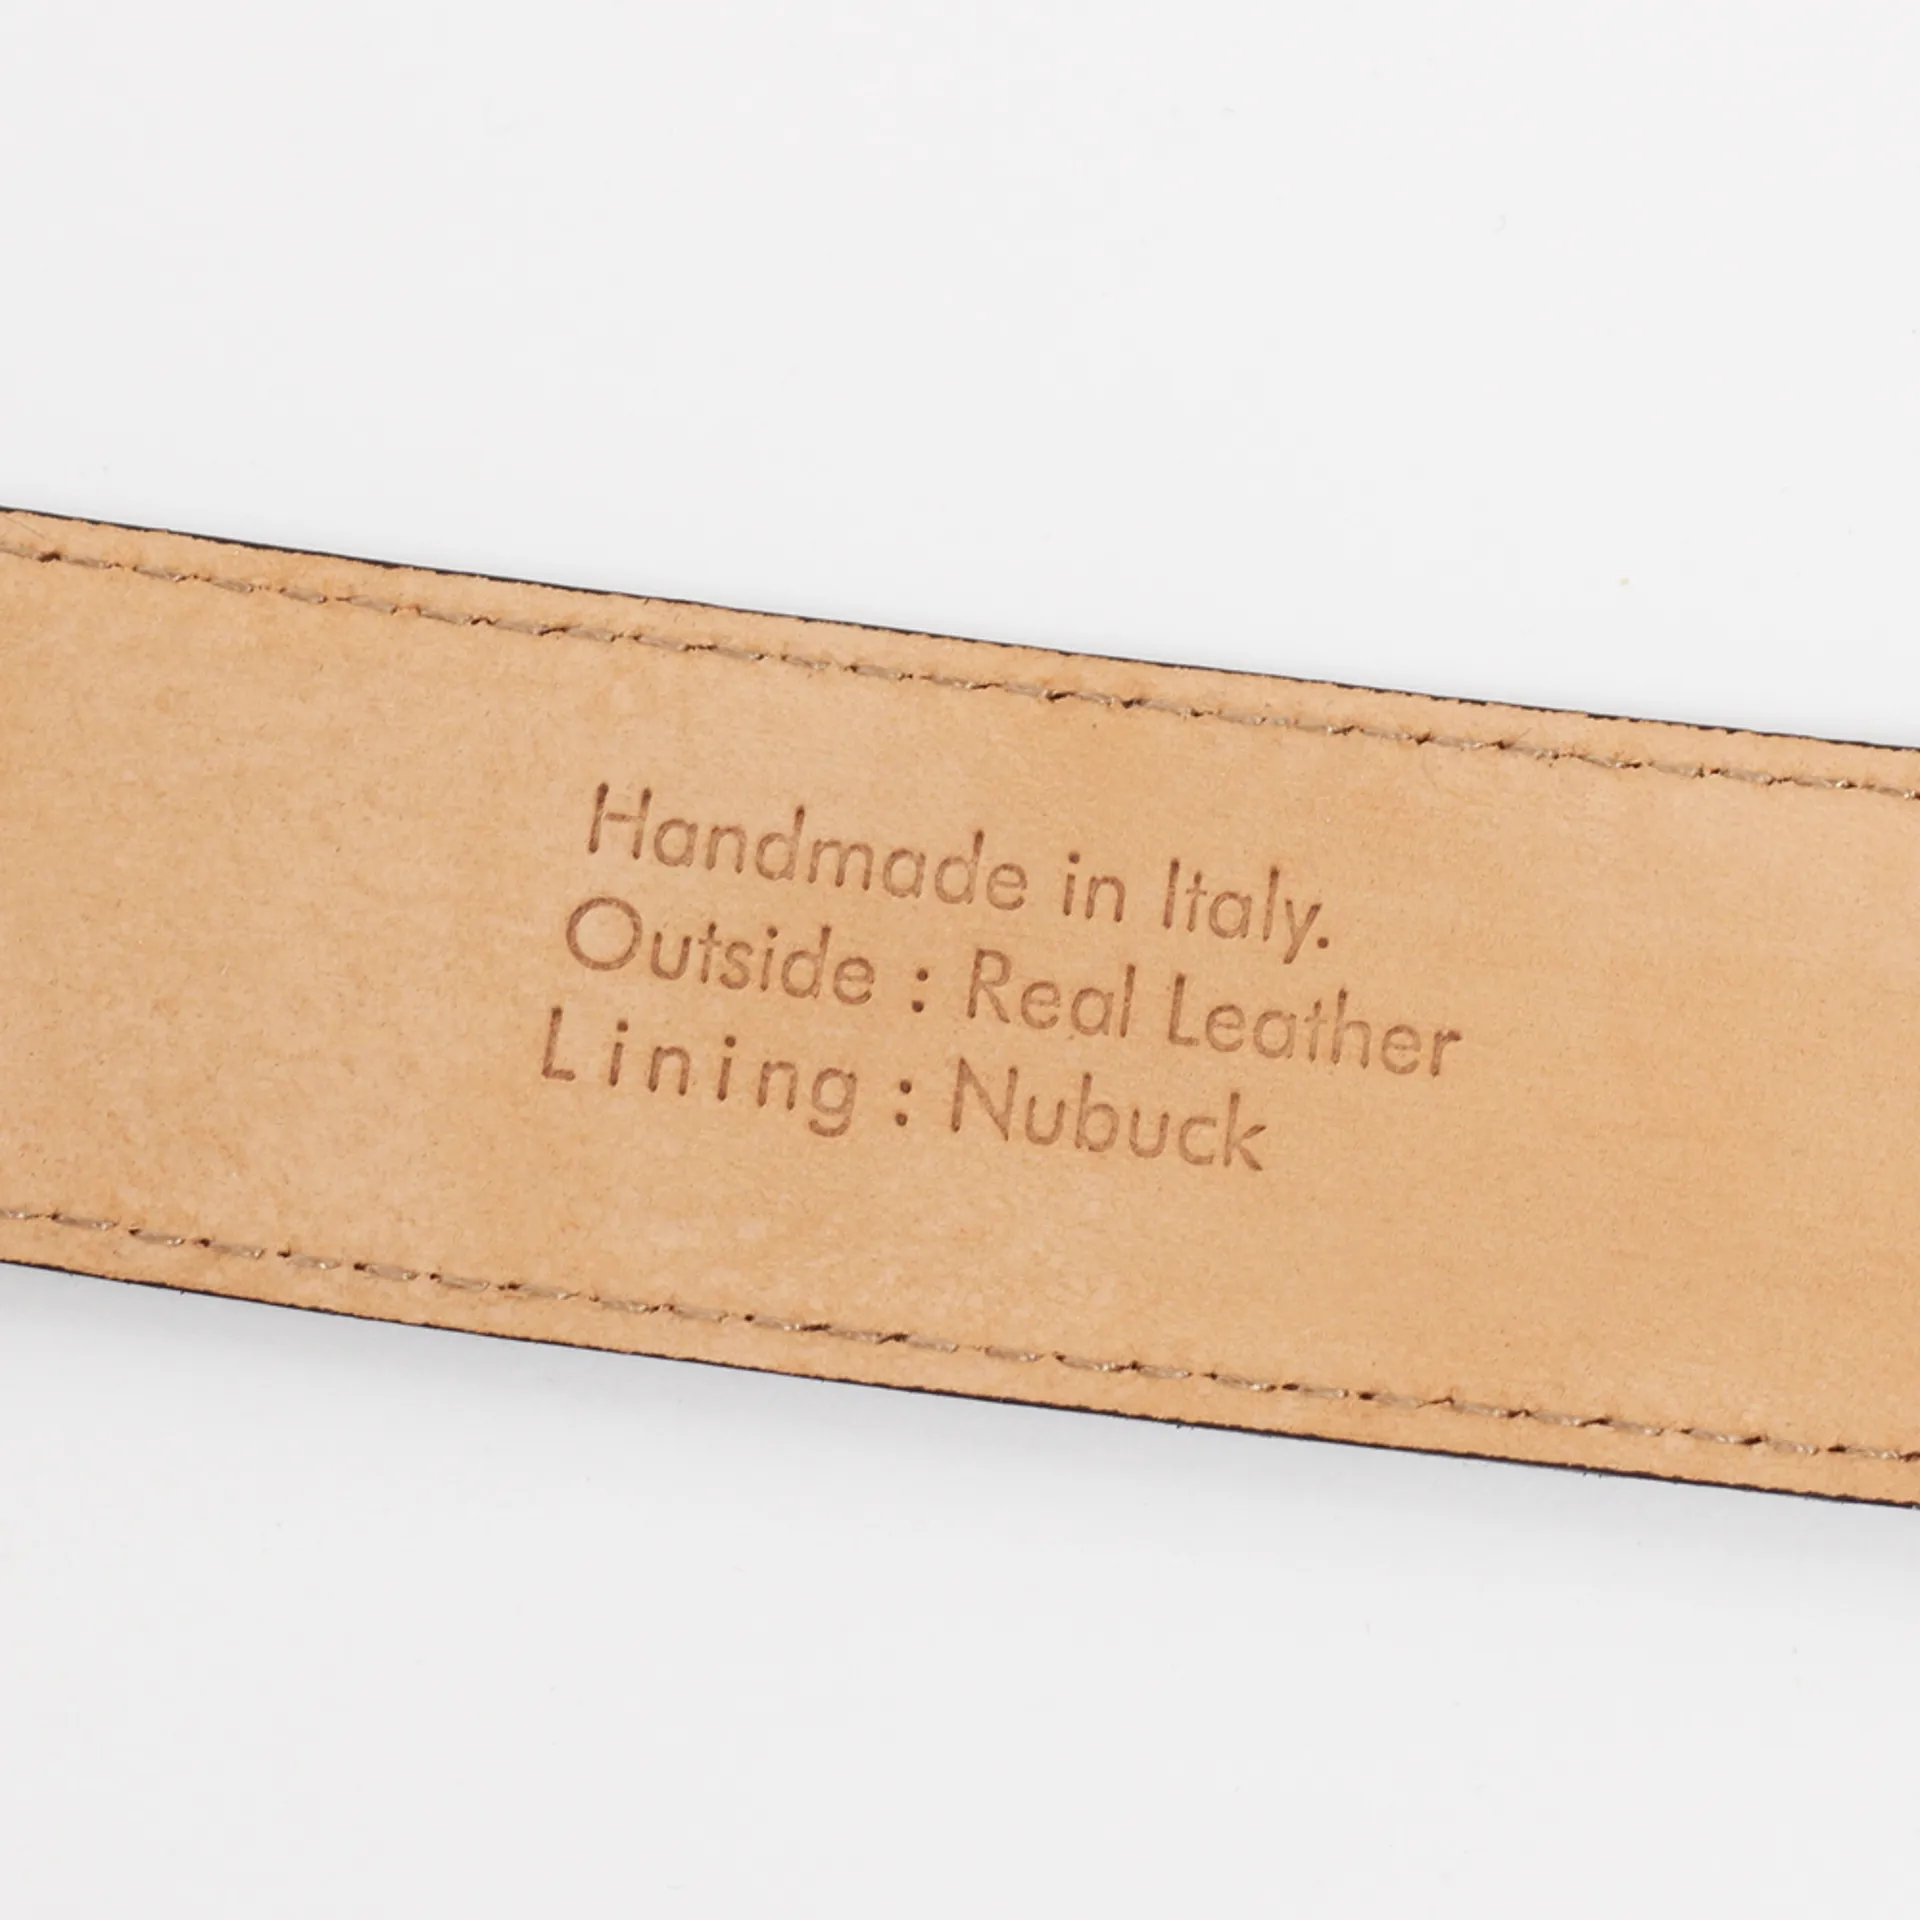 Handmade in Italy.
Outside : Real Leather
Lining : Nubuck